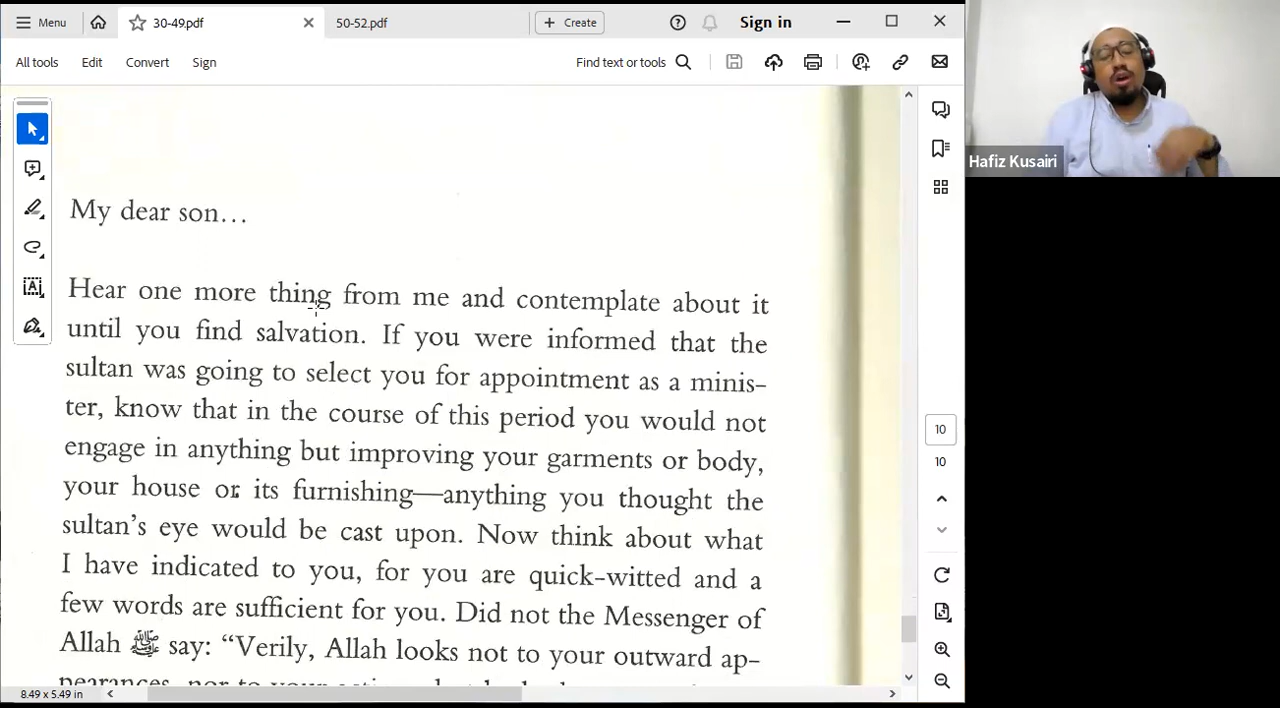 Menu
30-49.pdf
50-52.pdf
Create
Sign in
All tools
Edit
Convert
Sign
Find text or tools
Hafiz Kusairi
My dear son...
Hear one more thing from me and contemplate about it
until you find salvation. If you were informed that the
sultan was going to select you for appointment as a minis-
ter, know that in the course of this period you would not
engage in anything but improving your garments or body,
your house or its furnishing—anything you thought the
sultan's eye would be cast upon. Now think about what
I have indicated to you, for you are quick-witted and a
few words are sufficient for you. Did not the Messenger of
Allah ﷺ say: “Verily, Allah looks not to your outward ap-
pearances, nor to your
10
10
8.49 x 5.49 in